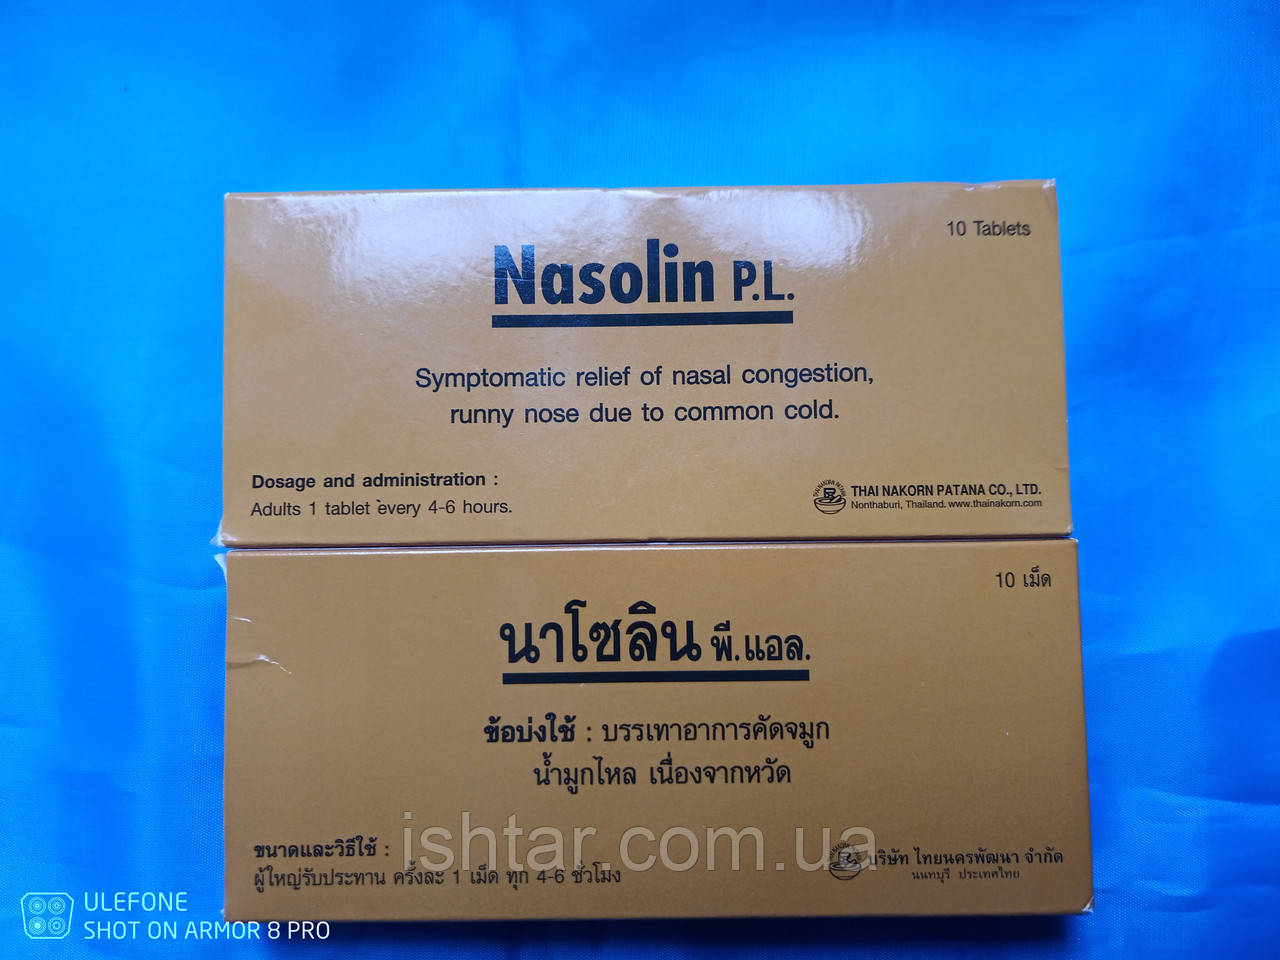 10 Tablets
Nasolin P.L.
Symptomatic relief of nasal congestion,
runny nose due to common cold.
Dosage and administration :
Adults 1 tablet every 4-6 hours.
THAI NAKORN PATANA
THAI NAKORN PATANA CO., LTD.
Nonthaburi, Thailand. www.thainakorn.com
10 เม็ด
นาโซลิน พี.แอล.
ข้อบ่งใช้ : บรรเทาอาการคัดจมูก
น้ำมูกไหล เนื่องจากหวัด
ishtar.com.ua
ขนาดและวิธีใช้ :
ผู้ใหญ่รับประทาน ครั้งละ 1 เม็ด ทุก 4-6 ชั่วโมง
บริษัท ไทยนครพัฒนา จำกัด
นนทบุรี ประเทศไทย
ULEFONE
SHOT ON ARMOR 8 PRO